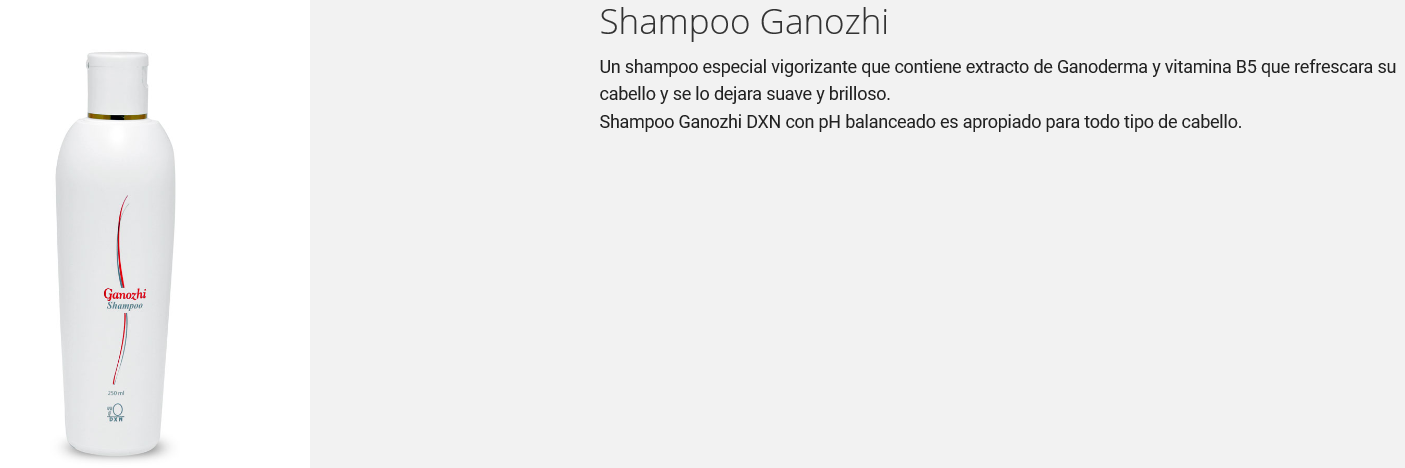 Shampoo Ganozhi
Un shampoo especial vigorizante que contiene extracto de Ganoderma y vitamina B5 que refrescara su
cabello y se lo dejara suave y brilloso.
Shampoo Ganozhi DXN con pH balanceado es apropiado para todo tipo de cabello.
Ganozhi
Shampoo
250 ml
DXN